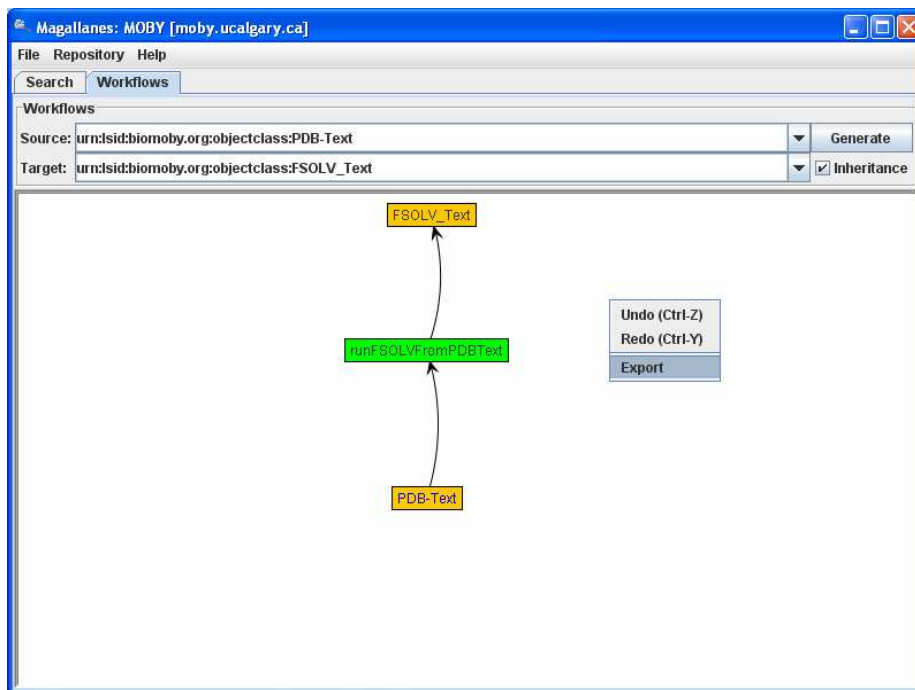 Magallanes: MOBY [moby.ucalgary.ca]
File Repository Help
Search Workflows
Workflows
Source: urn:lsid:biomoby.org:objectclass:PDB-Text Generate
Target: urn:lsid:biomoby.org:objectclass:FSOLV_Text Inheritance
FSOLV_Text
Undo (Ctrl-Z)
Redo (Ctrl-Y)
runFSOLVFromPDBText
Export
PDB-Text